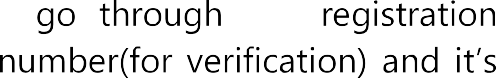 go through registration
number(for verification) and it's